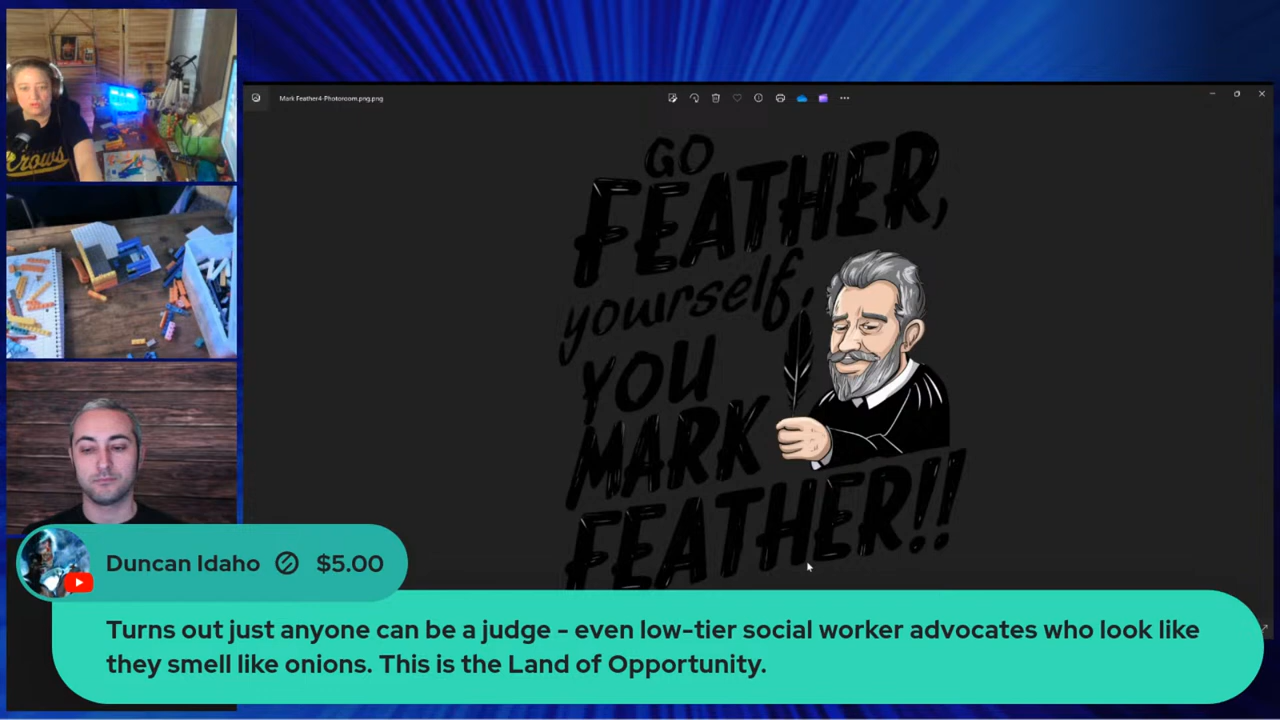 Mark Feather4-Photoroom.png.png
GO
FEATHER,
yourself,
YOU
MARK
FEATHER!!
Crows
Duncan Idaho $5.00
Turns out just anyone can be a judge - even low-tier social worker advocates who look like
they smell like onions. This is the Land of Opportunity.